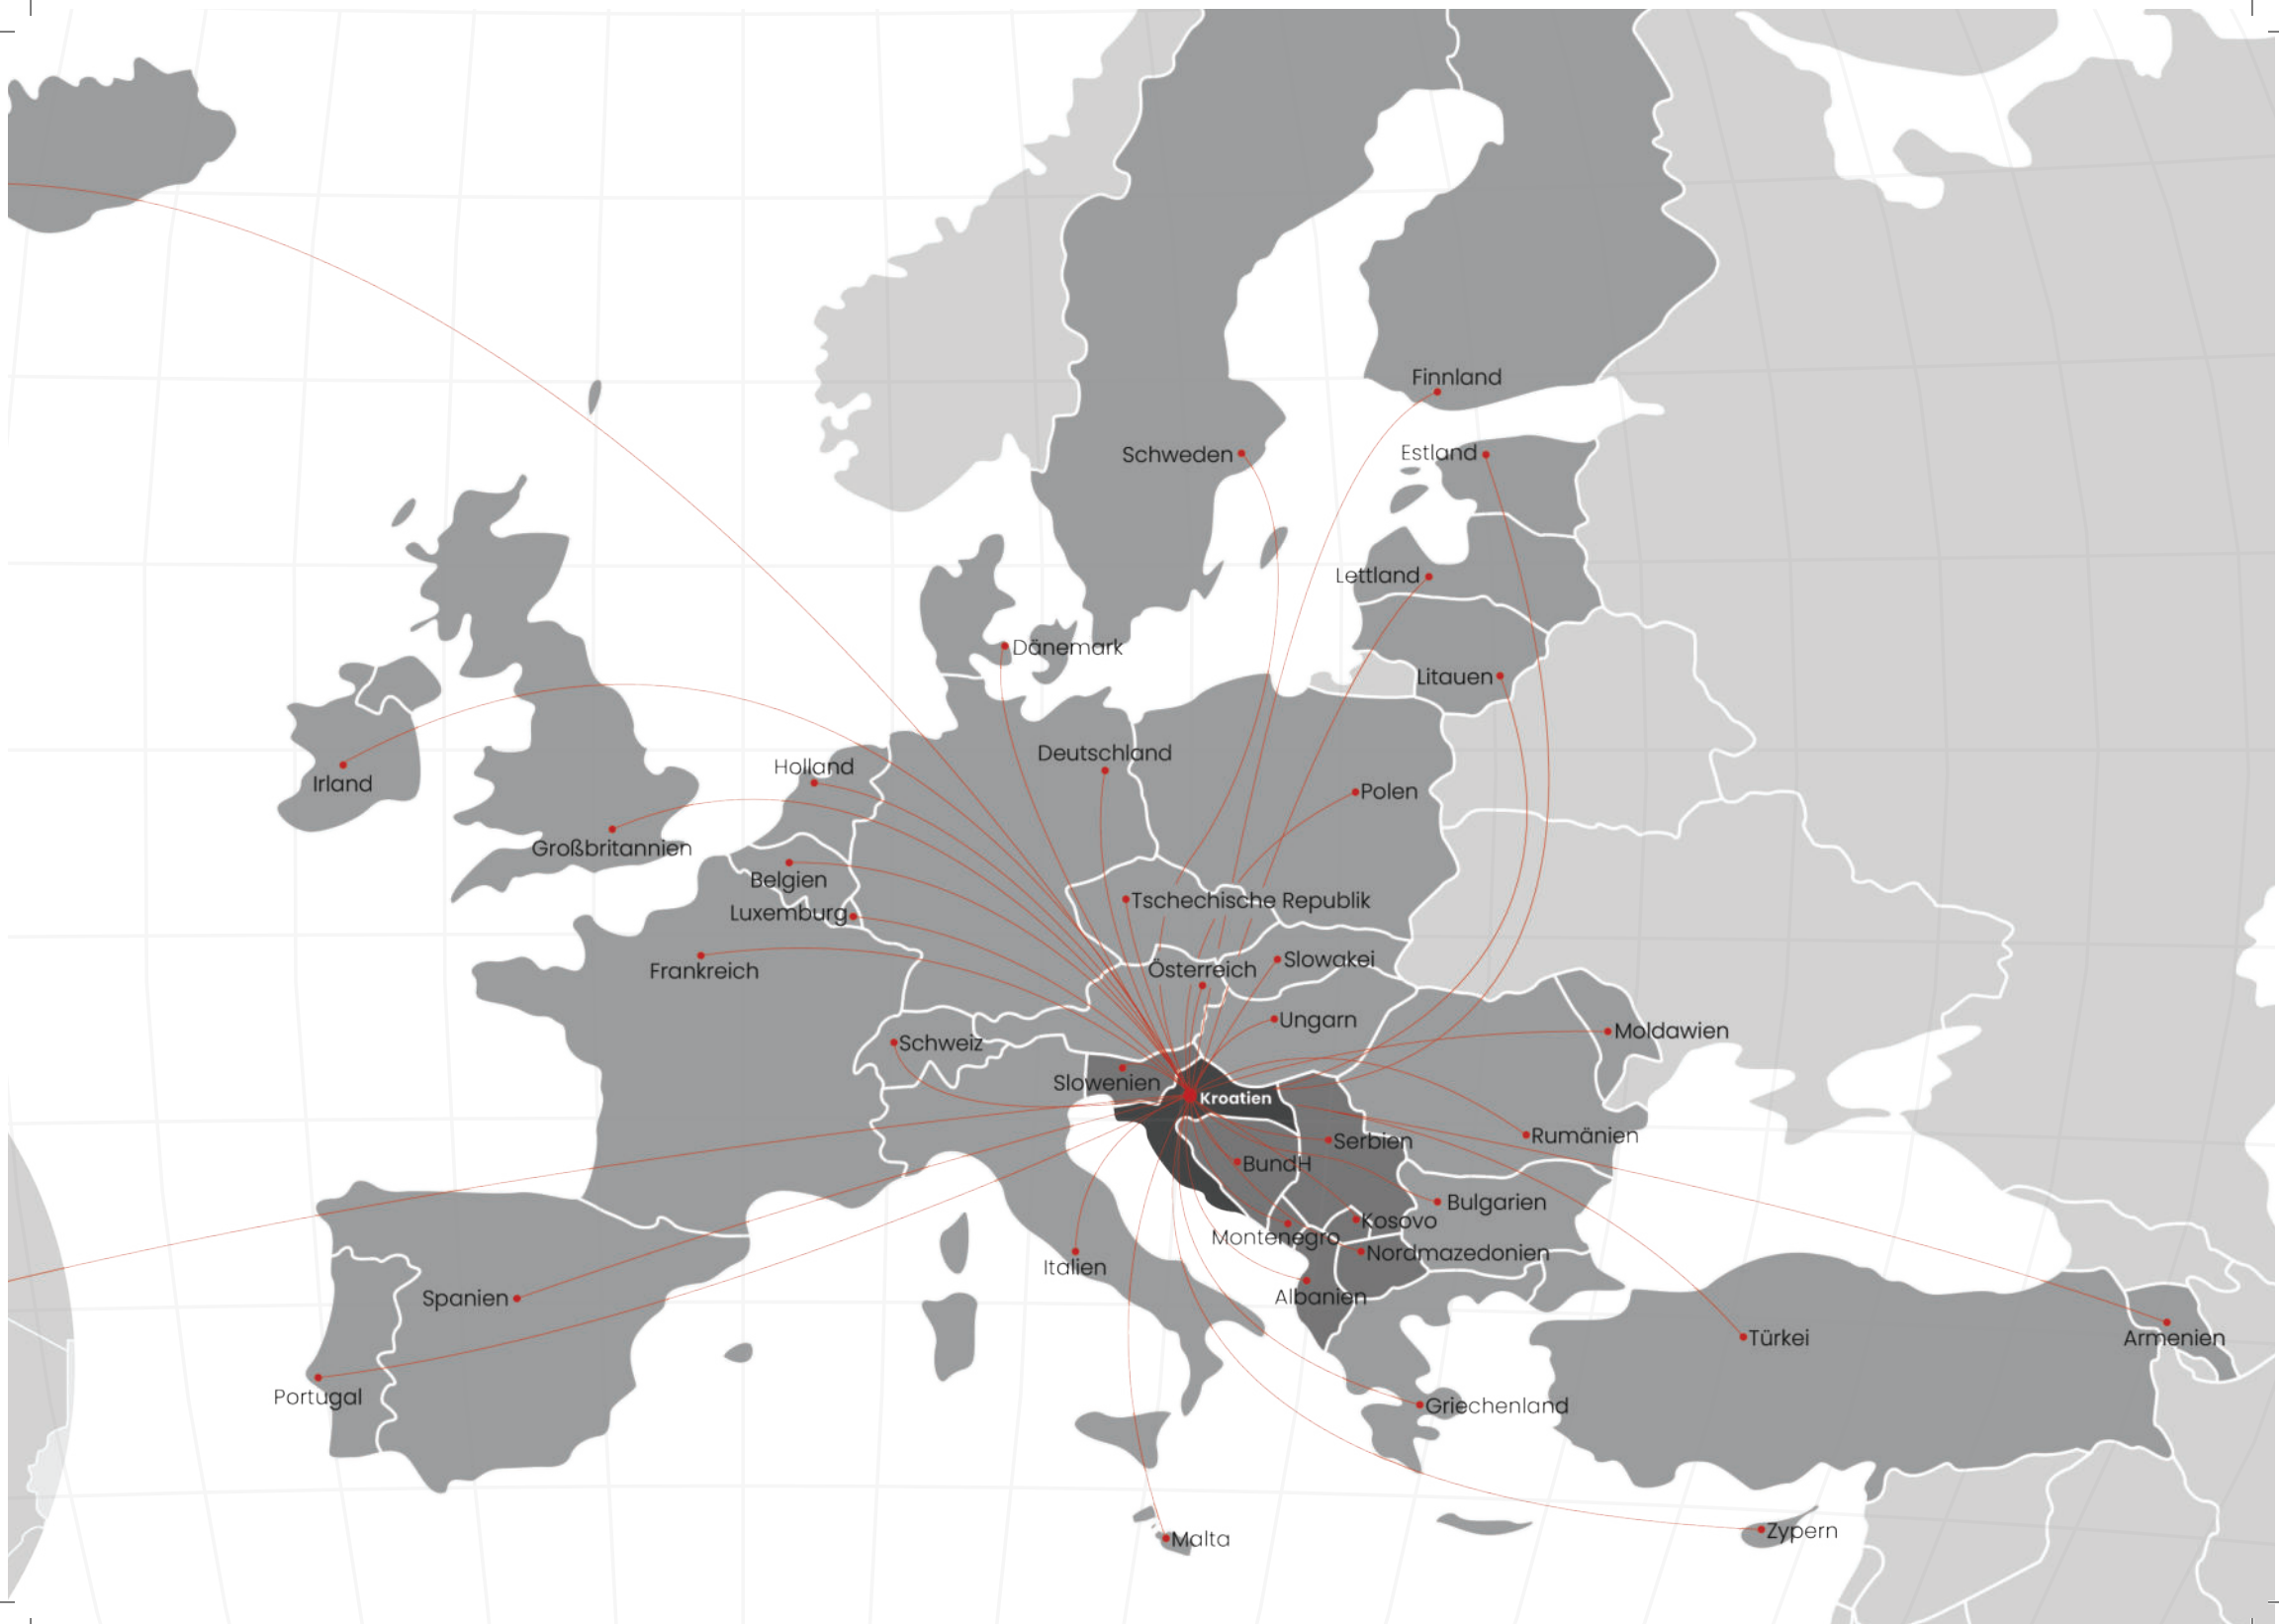 Finnland
Schweden
Estland
Lettland
Dänemark
Litauen
Deutschland
Holland
Irland
Polen
Großbritannien
Belgien
Tschechische Republik
Luxemburg
Frankreich
Österreich
Slowakei
Ungarn
Moldawien
Schweiz
Slowenien
Kroatien
Rumänien
Serbien
BundH
Bulgarien
Kosovo
Montenegro
Nordmazedonien
Italien
Albanien
Spanien
Türkei
Armenien
Portugal
Griechenland
Zypern
Malta